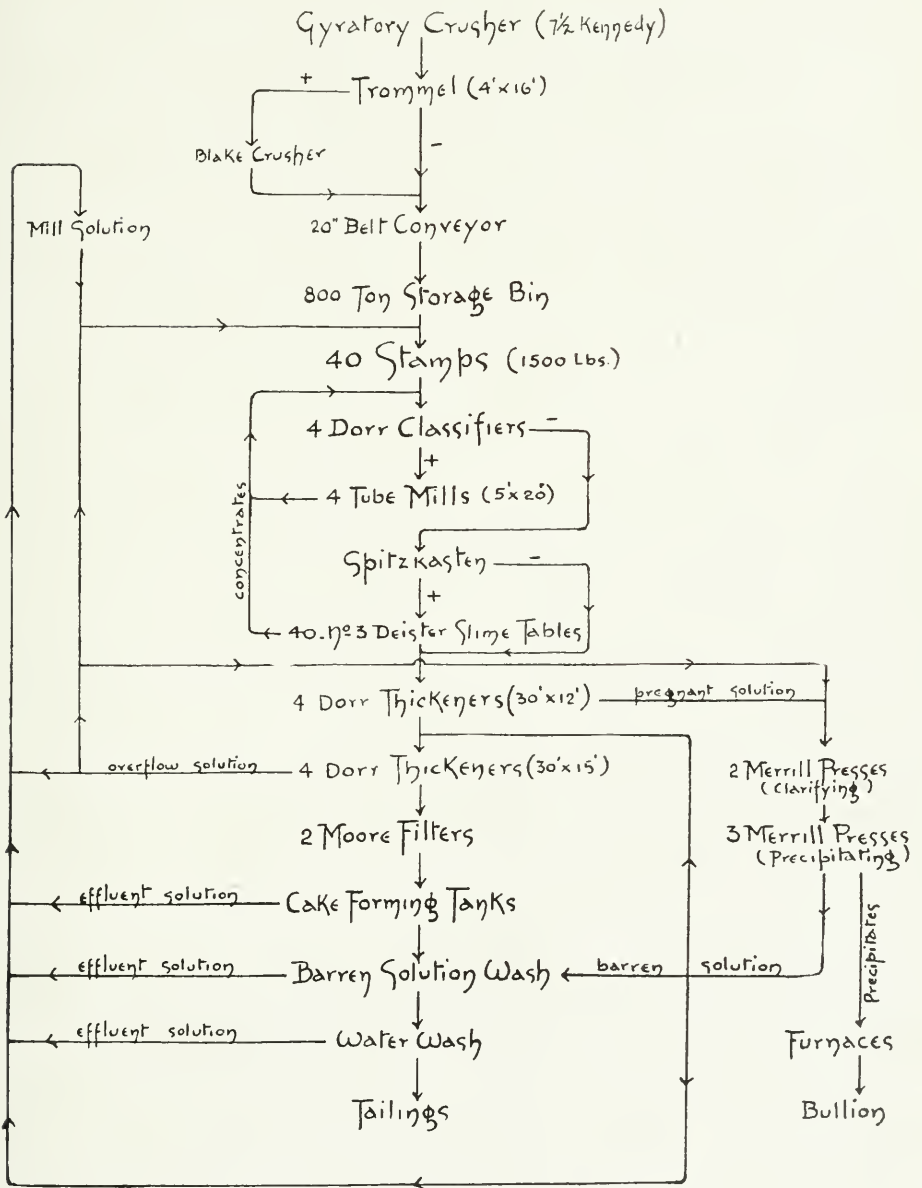 Gyratory Crusher (7½ Kennedy)
+
Trommel (4'x16')
Blake Crusher
-
Mill Solution
20" Belt Conveyor
800 Ton Storage Bin
40 Stamps (1500 Lbs.)
4 Dorr Classifiers -
+
4 Tube Mills (5'x20')
concentrates
Spitzkasten -
+
40.No3 Deister Slime Tables
4 Dorr Thickeners (30'x12')
pregnant solution
overflow solution
4 Dorr Thickeners (30'x15')
2 Merrill Presses
(Clarifying)
2 Moore Filters
3 Merrill Presses
(Precipitating)
effluent solution
Cake Forming Tanks
Precipitates
effluent solution
Barren Solution Wash
barren solution
effluent solution
Water Wash
Furnaces
Tailings
Bullion